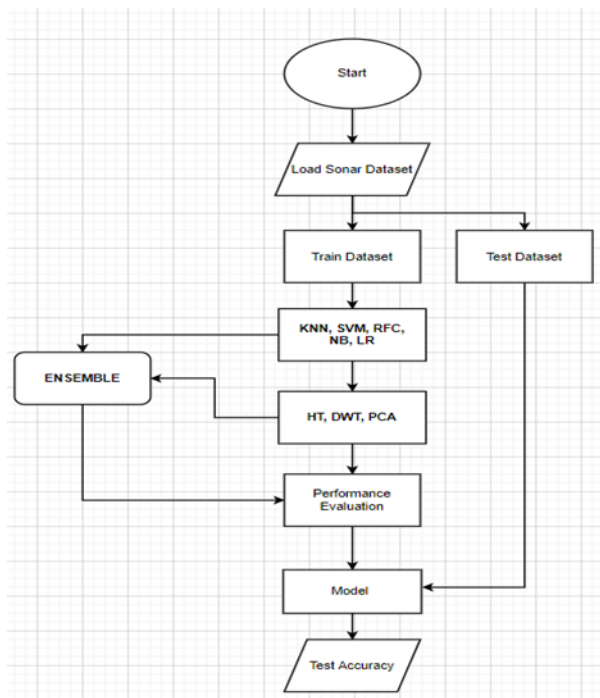 Start
Load Sonar Dataset
Train Dataset
Test Dataset
KNN, SVM, RFC,
NB, LR
ENSEMBLE
HT, DWT, PCA
Performance
Evaluation
Model
Test Accuracy